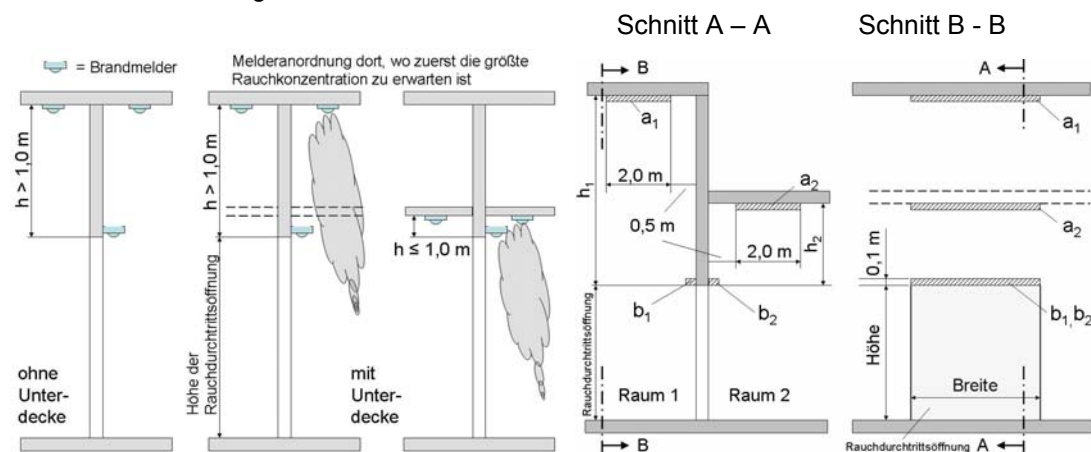 Schnitt A – A
Schnitt B - B
= Brandmelder
Melderanordnung dort, wo zuerst die größte
Rauchkonzentration zu erwarten ist
h > 1,0 m
ohne
Unter-
decke
h > 1,0 m
Höhe der
Rauchdurchtrittsöffnung
mit
Unter-
decke
h ≤ 1,0 m
B
a₁
h₁
2,0 m
a₂
0,5 m
2,0 m
h₂
b₁
b₂
Rauchdurchtrittsöffnung
Raum 1
Raum 2
B
A
a₁
a₂
0,1 m
b₁,b₂
Höhe
Breite
Rauchdurchtrittsöffnung
A